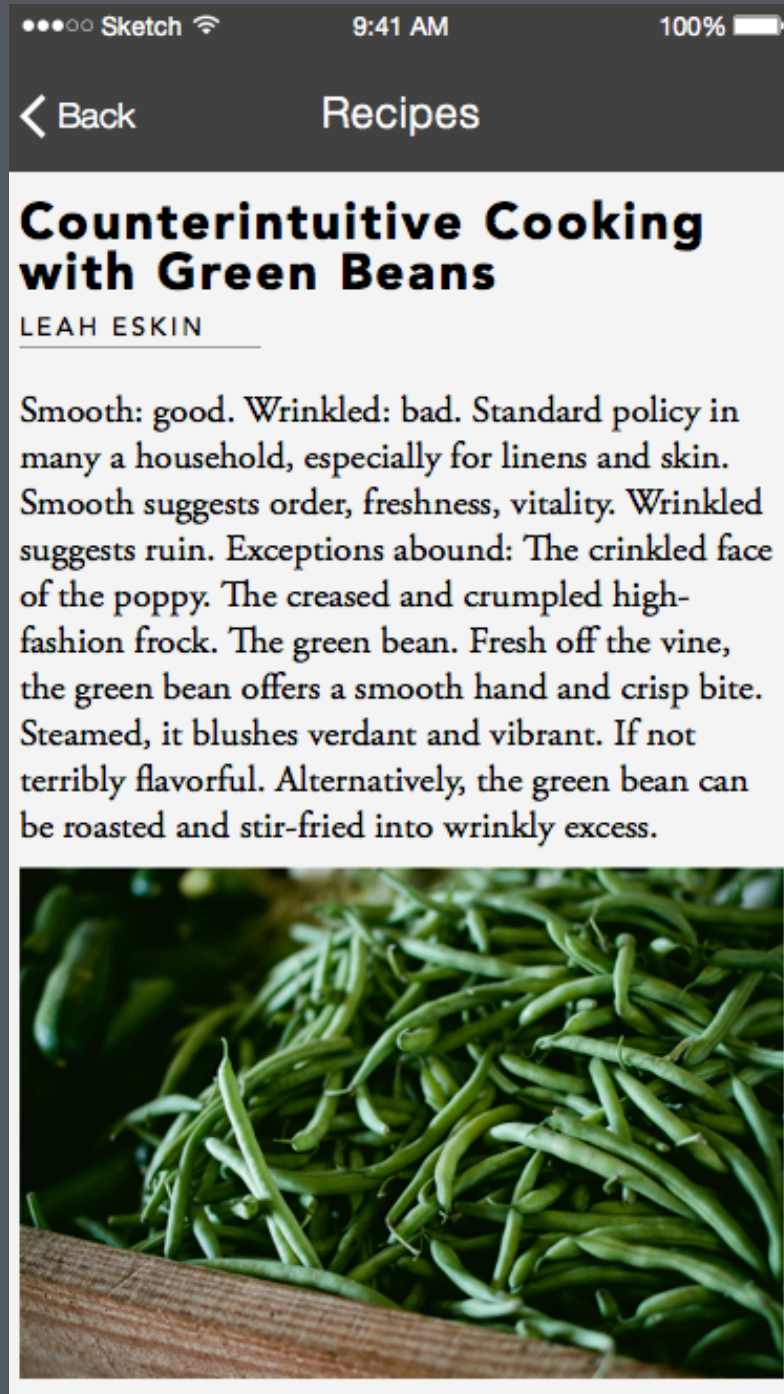 Sketch 9:41 AM 100%
Back Recipes
Counterintuitive Cooking
with Green Beans
LEAH ESKIN
Smooth: good. Wrinkled: bad. Standard policy in
many a household, especially for linens and skin.
Smooth suggests order, freshness, vitality. Wrinkled
suggests ruin. Exceptions abound: The crinkled face
of the poppy. The creased and crumpled high-
fashion frock. The green bean. Fresh off the vine,
the green bean offers a smooth hand and crisp bite.
Steamed, it blushes verdant and vibrant. If not
terribly flavorful. Alternatively, the green bean can
be roasted and stir-fried into wrinkly excess.